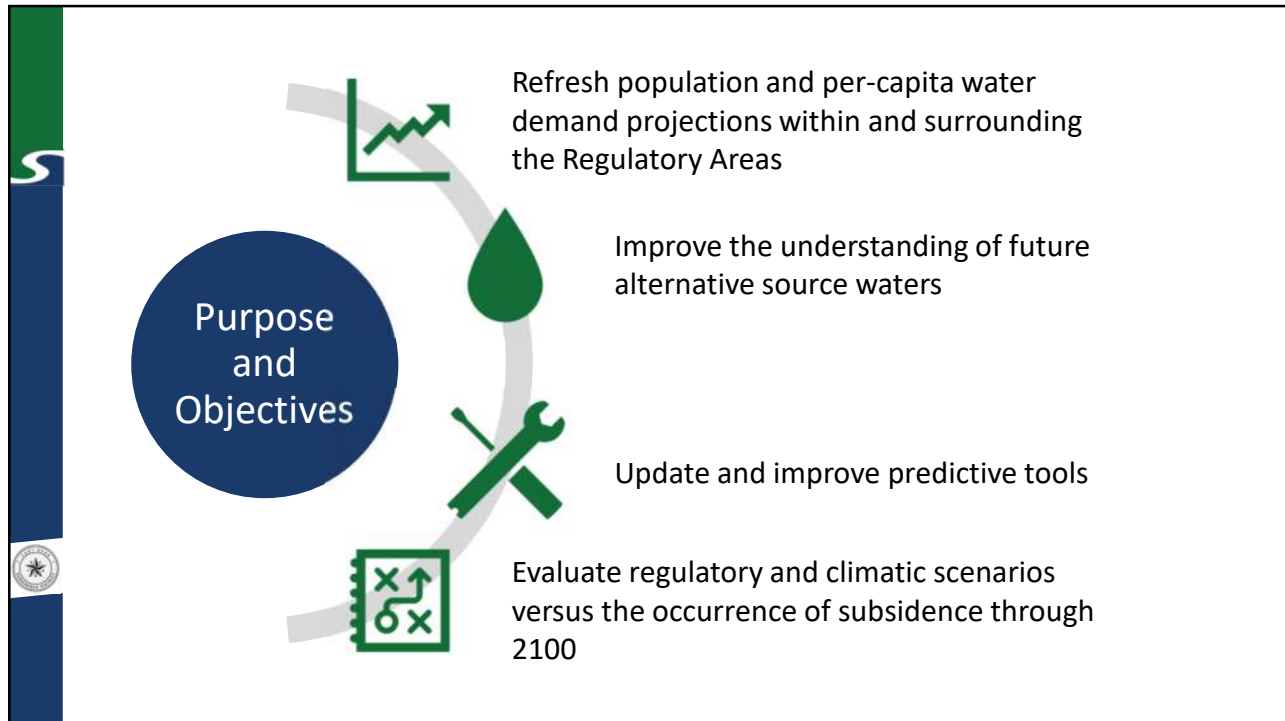 Refresh population and per-capita water
demand projections within and surrounding
the Regulatory Areas
Improve the understanding of future
alternative source waters
Purpose
and
Objectives
Update and improve predictive tools
Evaluate regulatory and climatic scenarios
versus the occurrence of subsidence through
2100